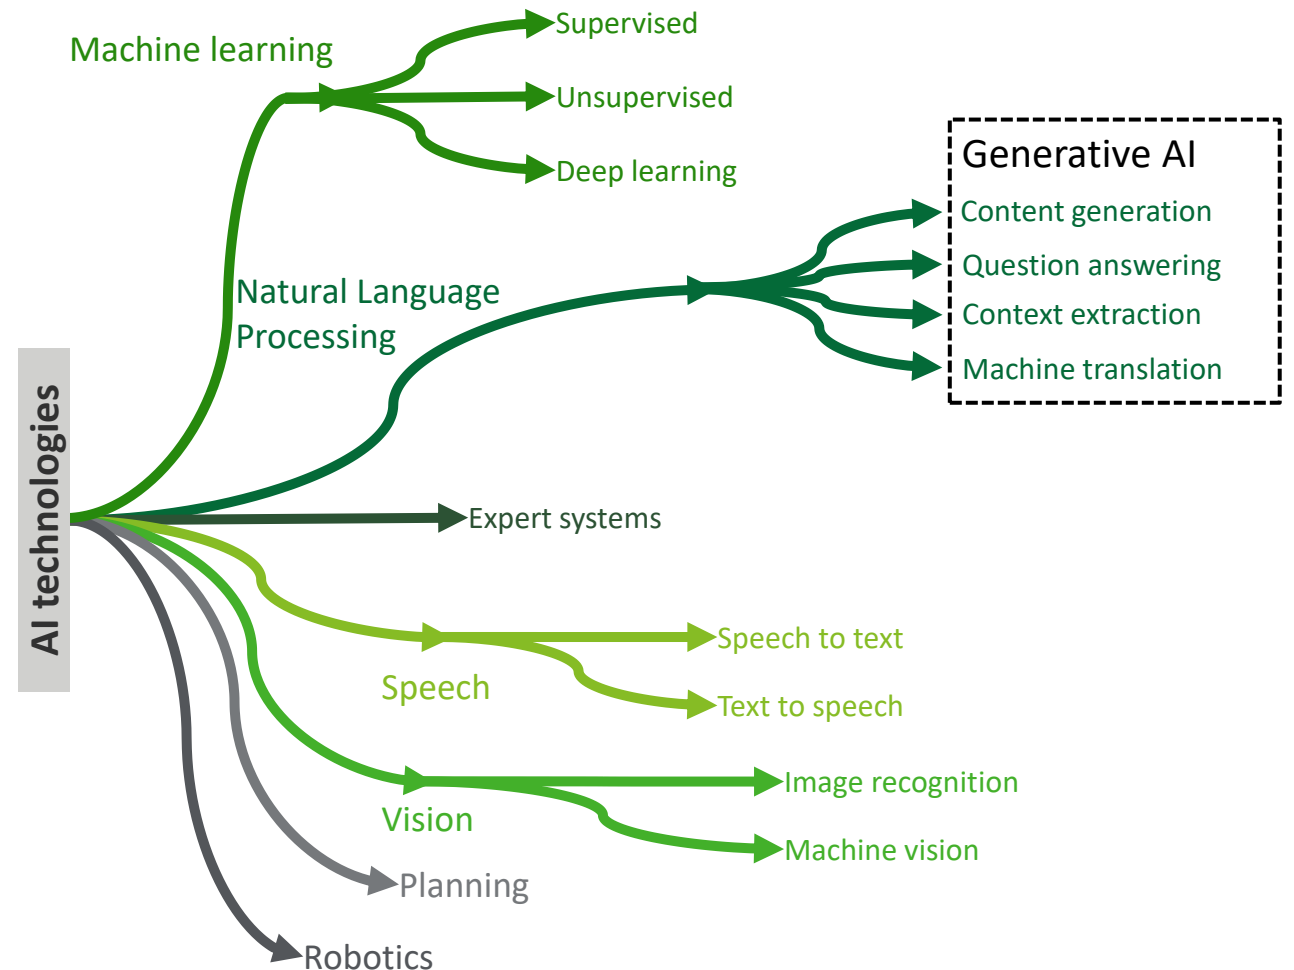 AI technologies
Machine learning
Supervised
Unsupervised
Deep learning
Natural Language
Processing
Generative AI
Content generation
Question answering
Context extraction
Machine translation
Expert systems
Speech
Speech to text
Text to speech
Vision
Image recognition
Machine vision
Planning
Robotics